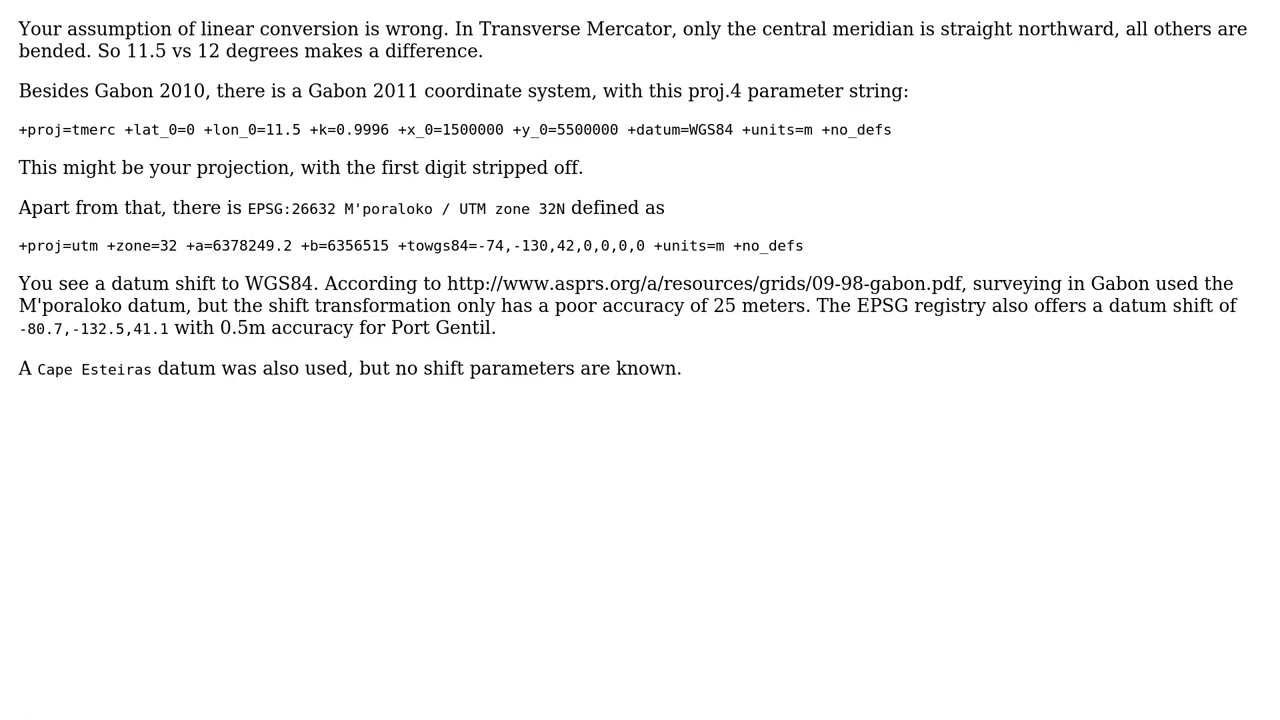 Your assumption of linear conversion is wrong. In Transverse Mercator, only the central meridian is straight northward, all others are
bended. So 11.5 vs 12 degrees makes a difference.
Besides Gabon 2010, there is a Gabon 2011 coordinate system, with this proj.4 parameter string:
+proj=tmerc +lat_0=0 +lon_0=11.5 +k=0.9996 +x_0=1500000 +y_0=5500000 +datum=WGS84 +units=m +no_defs
This might be your projection, with the first digit stripped off.
Apart from that, there is EPSG:26632 M'poraloko / UTM zone 32N defined as
+proj=utm +zone=32 +a=6378249.2 +b=6356515 +towgs84=-74,-130,42,0,0,0,0 +units=m +no_defs
You see a datum shift to WGS84. According to http://www.asprs.org/a/resources/grids/09-98-gabon.pdf, surveying in Gabon used the
M'poraloko datum, but the shift transformation only has a poor accuracy of 25 meters. The EPSG registry also offers a datum shift of
-80.7,-132.5,41.1 with 0.5m accuracy for Port Gentil.
A Cape Esteiras datum was also used, but no shift parameters are known.